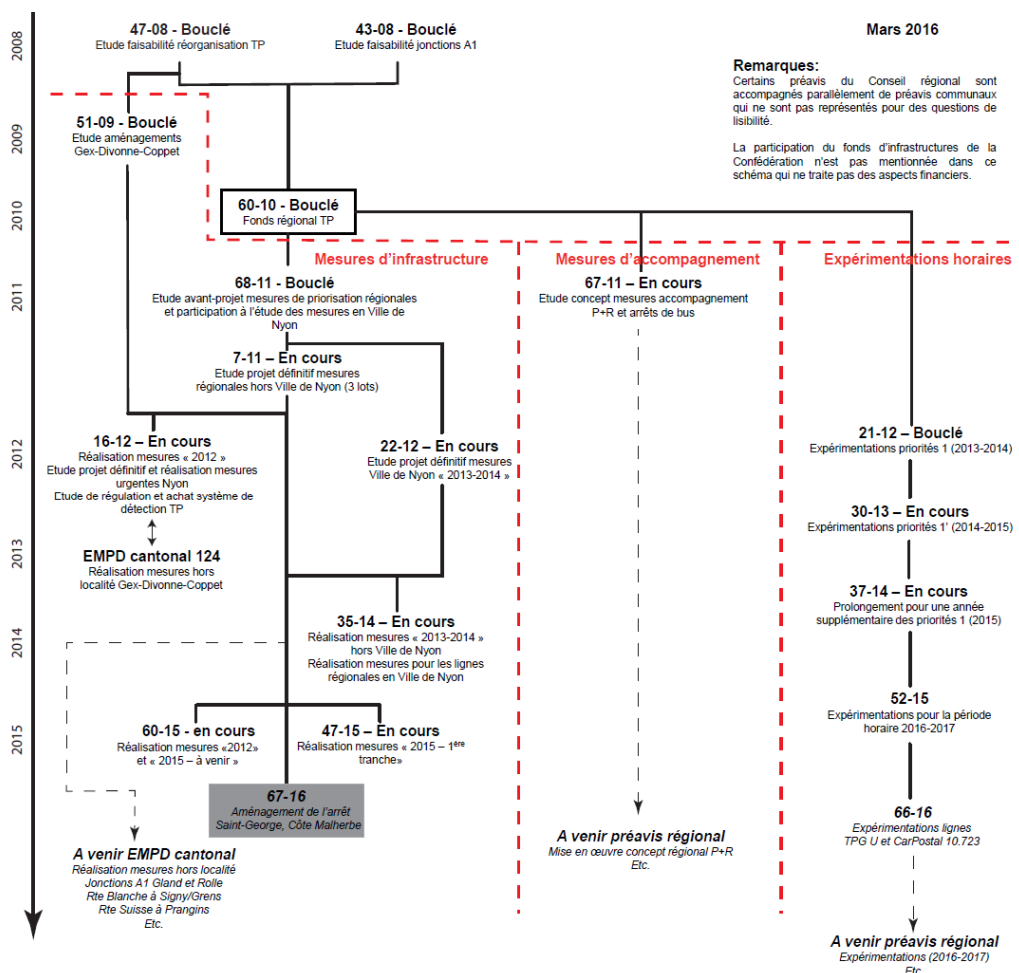 2008
2009
2010
2011
2012
2013
2014
2015
47-08 - Bouclé
Etude faisabilité réorganisation TP
43-08 - Bouclé
Etude faisabilité jonctions A1
Mars 2016
Remarques:
Certains préavis du Conseil régional sont
accompagnés parallèlement de préavis communaux
qui ne sont pas représentés pour des questions de
lisibilité.
La participation du fonds d'infrastructures de la
Confédération n'est pas mentionnée dans ce
schéma qui ne traite pas des aspects financiers.
51-09 - Bouclé
Etude aménagements
Gex-Divonne-Coppet
60-10 - Bouclé
Fonds régional TP
Mesures d'infrastructure
68-11 - Bouclé
Etude avant-projet mesures de priorisation régionales
et participation à l'étude des mesures en Ville de
Nyon
7-11 – En cours
Etude projet définitif mesures
régionales hors Ville de Nyon (3 lots)
16-12 – En cours
Réalisation mesures « 2012 »
Etude projet définitif et réalisation mesures
urgentes Nyon
Etude de régulation et achat système de
détection TP
22-12 – En cours
Etude projet définitif mesures
Ville de Nyon « 2013-2014 »
EMPD cantonal 124
Réalisation mesures hors
localité Gex-Divonne-Coppet
35-14 – En cours
Réalisation mesures « 2013-2014 »
hors Ville de Nyon
Réalisation mesures pour les lignes
régionales en Ville de Nyon
60-15 - en cours
Réalisation mesures «2012»
et « 2015 – à venir »
47-15 – En cours
Réalisation mesures « 2015 – 1ère
tranche»
67-16
Aménagement de l'arrêt
Saint-George, Côte Malherbe
A venir EMPD cantonal
Réalisation mesures hors localité
Jonctions A1 Gland et Rolle
Rte Blanche à Signy/Grens
Rte Suisse à Prangins
Etc.
Mesures d'accompagnement
67-11 – En cours
Etude concept mesures accompagnement
P+R et arrêts de bus
A venir préavis régional
Mise en œuvre concept régional P+R
Etc.
Expérimentations horaires
21-12 – Bouclé
Expérimentations priorités 1 (2013-2014)
30-13 – En cours
Expérimentations priorités 1' (2014-2015)
37-14 – En cours
Prolongement pour une année
supplémentaire des priorités 1 (2015)
52-15
Expérimentations pour la période
horaire 2016-2017
66-16
Expérimentations lignes
TPG U et CarPostal 10.723
A venir préavis régional
Expérimentations (2016-2017)
Etc